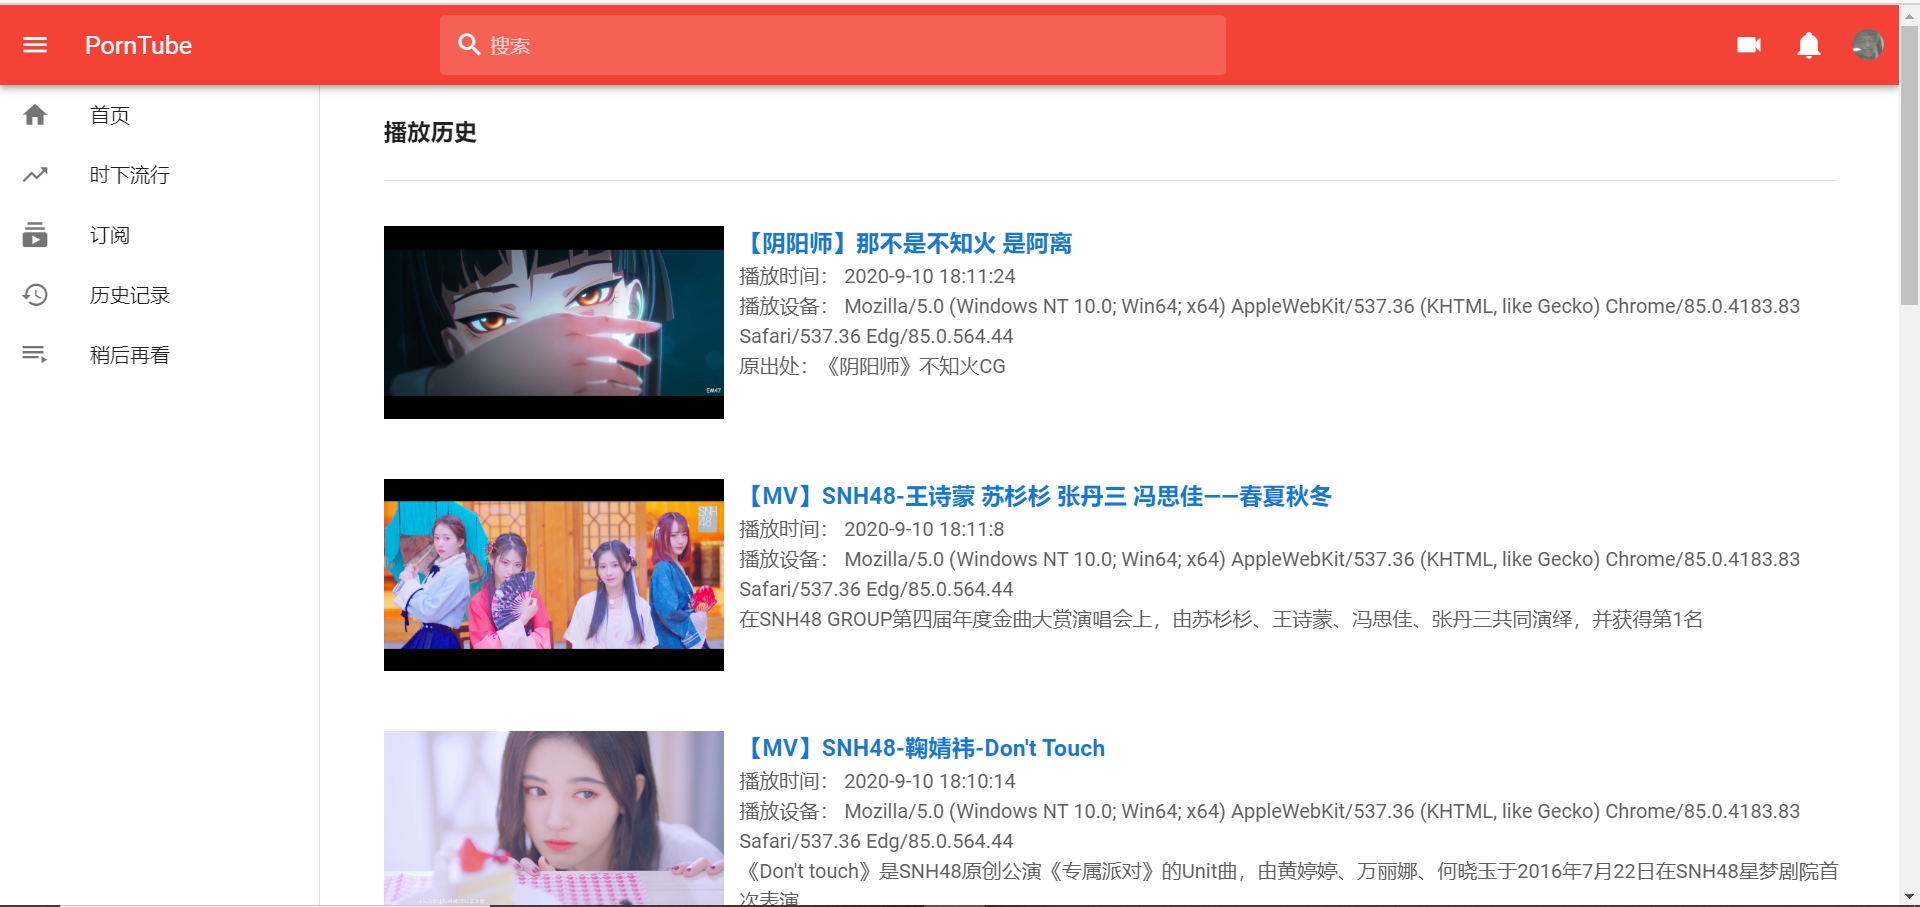 PornTube
搜索
首页
时下流行
订阅
历史记录
稍后再看
播放历史
【阴阳师】那不是不知火 是阿离
播放时间： 2020-9-10 18:11:24
播放设备： Mozilla/5.0 (Windows NT 10.0; Win64; x64) AppleWebKit/537.36 (KHTML, like Gecko) Chrome/85.0.4183.83
Safari/537.36 Edg/85.0.564.44
原出处：《阴阳师》不知火CG
【MV】SNH48-王诗蒙 苏杉杉 张丹三 冯思佳——春夏秋冬
SNH
48
播放时间： 2020-9-10 18:11:8
播放设备： Mozilla/5.0 (Windows NT 10.0; Win64; x64) AppleWebKit/537.36 (KHTML, like Gecko) Chrome/85.0.4183.83
Safari/537.36 Edg/85.0.564.44
在SNH48 GROUP第四届年度金曲大赏演唱会上，由苏杉杉、王诗蒙、冯思佳、张丹三共同演绎，并获得第1名
【MV】SNH48-鞠婧祎-Don't Touch
播放时间： 2020-9-10 18:10:14
播放设备： Mozilla/5.0 (Windows NT 10.0; Win64; x64) AppleWebKit/537.36 (KHTML, like Gecko) Chrome/85.0.4183.83
Safari/537.36 Edg/85.0.564.44
《Don't touch》是SNH48原创公演《专属派对》的Unit曲，由黄婷婷、万丽娜、何晓玉于2016年7月22日在SNH48星梦剧院首
次表演